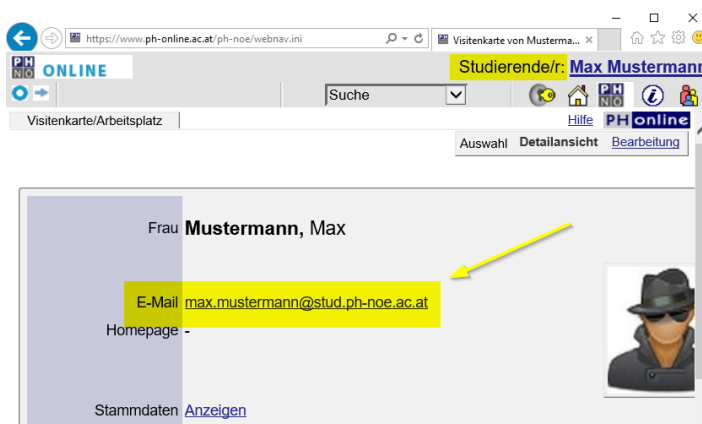 https://www.ph-online.ac.at/ph-noe/webnav.ini
Visitenkarte von Musterma...
PH NÖ ONLINE
Studierende/r: Max Mustermann
Suche
PH NÖ
Visitenkarte/Arbeitsplatz
Hilfe PH online
Auswahl Detailansicht Bearbeitung
Frau Mustermann, Max
E-Mail max.mustermann@stud.ph-noe.ac.at
Homepage -
Stammdaten Anzeigen